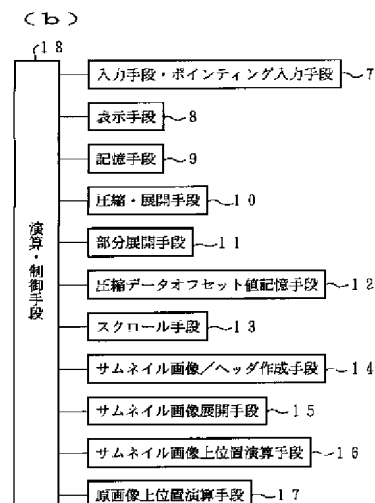 (b)
18
入力手段・ポインティング入力手段 7
表示手段 8
記憶手段 9
圧縮・展開手段 10
部分展開手段 11
圧縮データオフセット値記憶手段 12
スクロール手段 13
サムネイル画像/ヘッダ作成手段 14
サムネイル画像展開手段 15
サムネイル画像上位置演算手段 16
原画像上位置演算手段 17
演算・制御手段